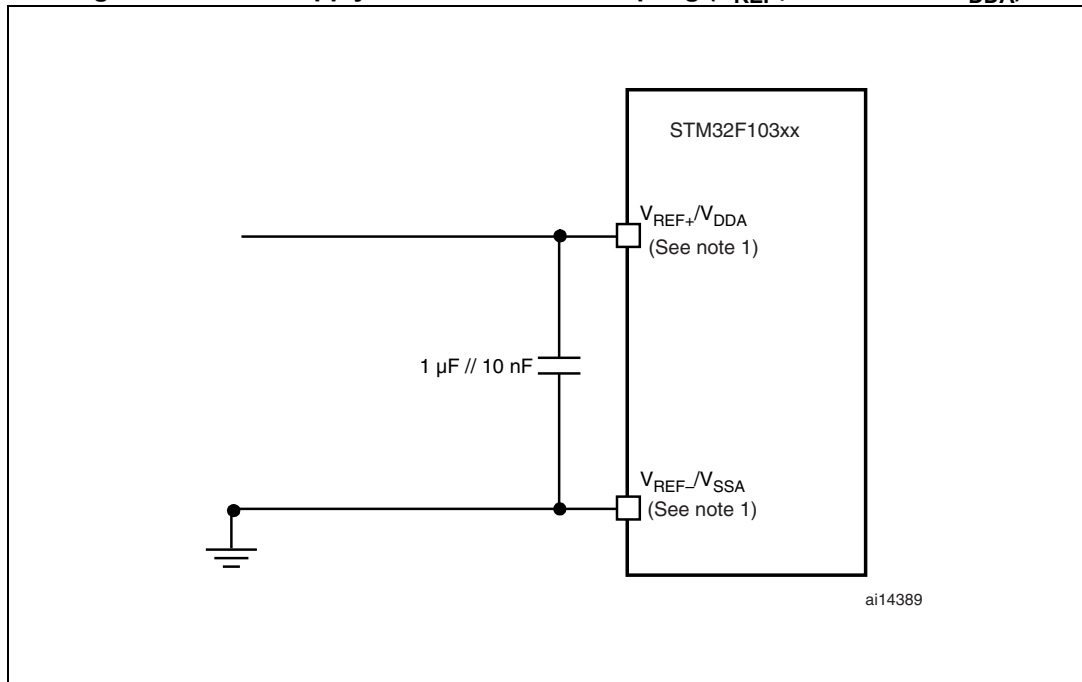 STM32F103xx
VREF+/VDDA
(See note 1)
1 µF // 10 nF
VREF–/VSSA
(See note 1)
ai14389